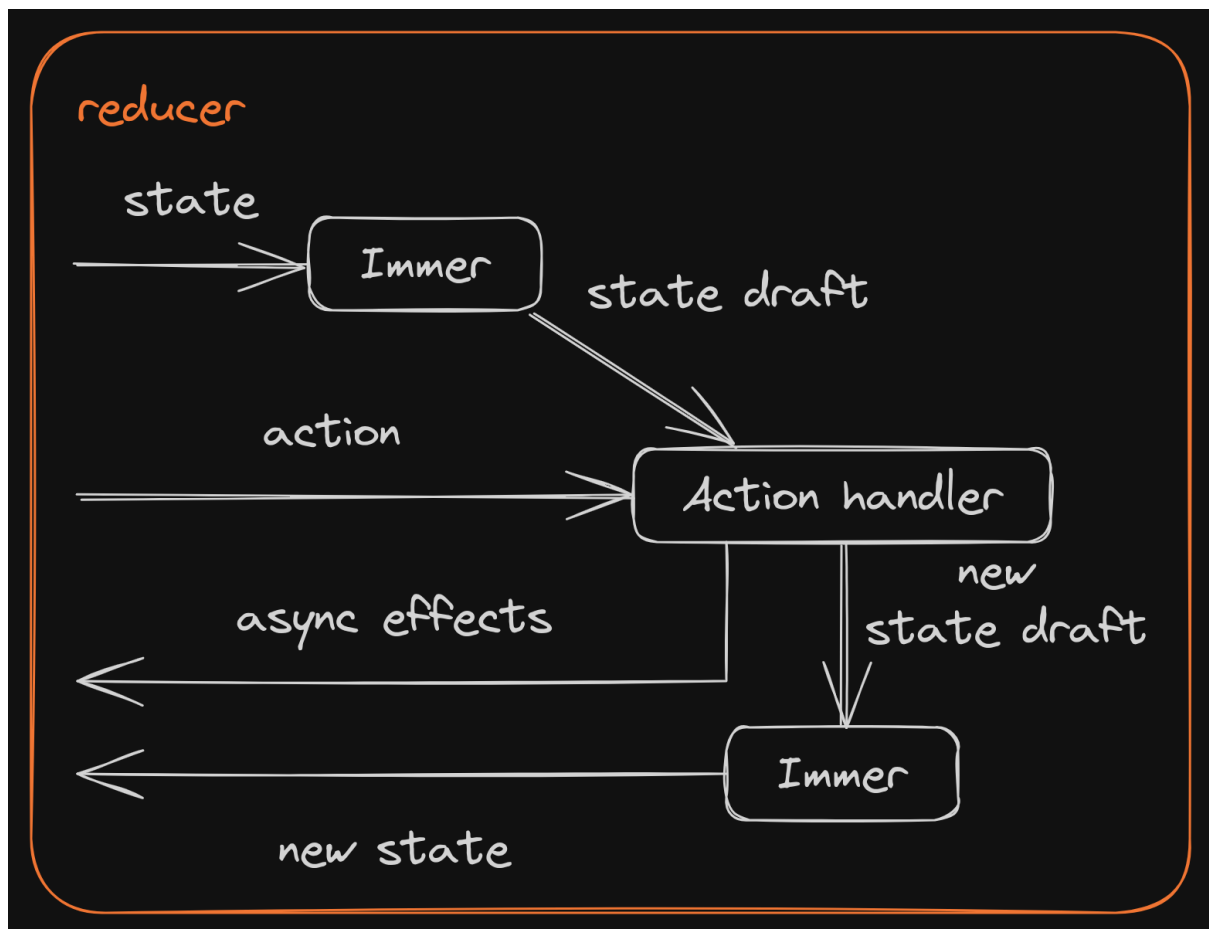 reducer
state
Immer
state draft
action
Action handler
new
state draft
async effects
Immer
new state